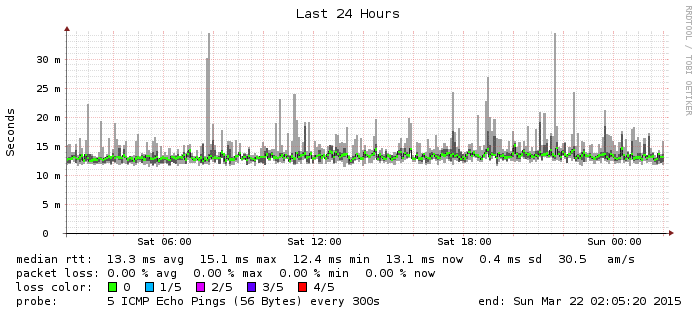 Last 24 Hours
RRDTOOL / TOBI OETIKER
Seconds
30 m
25 m
20 m
15 m
10 m
5 m
0
Sat 06:00 Sat 12:00 Sat 18:00 Sun 00:00
median rtt: 13.3 ms avg 15.1 ms max 12.4 ms min 13.1 ms now 0.4 ms sd 30.5 am/s
packet loss: 0.00 % avg 0.00 % max 0.00 % min 0.00 % now
loss color: 0 1/5 2/5 3/5 4/5
probe: 5 ICMP Echo Pings (56 Bytes) every 300s end: Sun Mar 22 02:05:20 2015